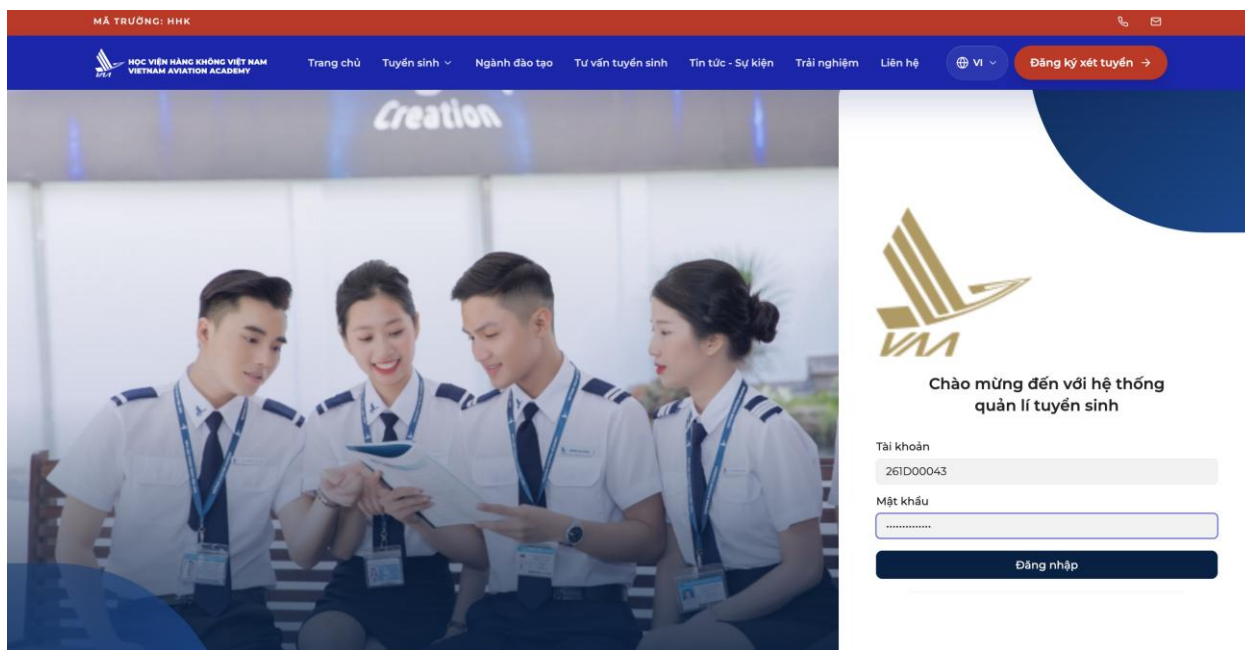 MÃ TRƯỜNG: HHK
HỌC VIỆN HÀNG KHÔNG VIỆT NAM
VIETNAM AVIATION ACADEMY
VAA
Trang chủ Tuyển sinh Ngành đào tạo Tư vấn tuyển sinh Tin tức - Sự kiện Trải nghiệm Liên hệ VI Đăng ký xét tuyển →
Creation
VAA
Chào mừng đến với hệ thống
quản lí tuyển sinh
Tài khoản
261D00043
Mật khẩu
..............
Đăng nhập